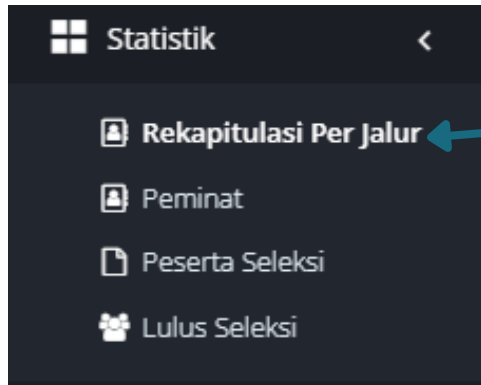 Statistik
Rekapitulasi Per Jalur
Peminat
Peserta Seleksi
Lulus Seleksi